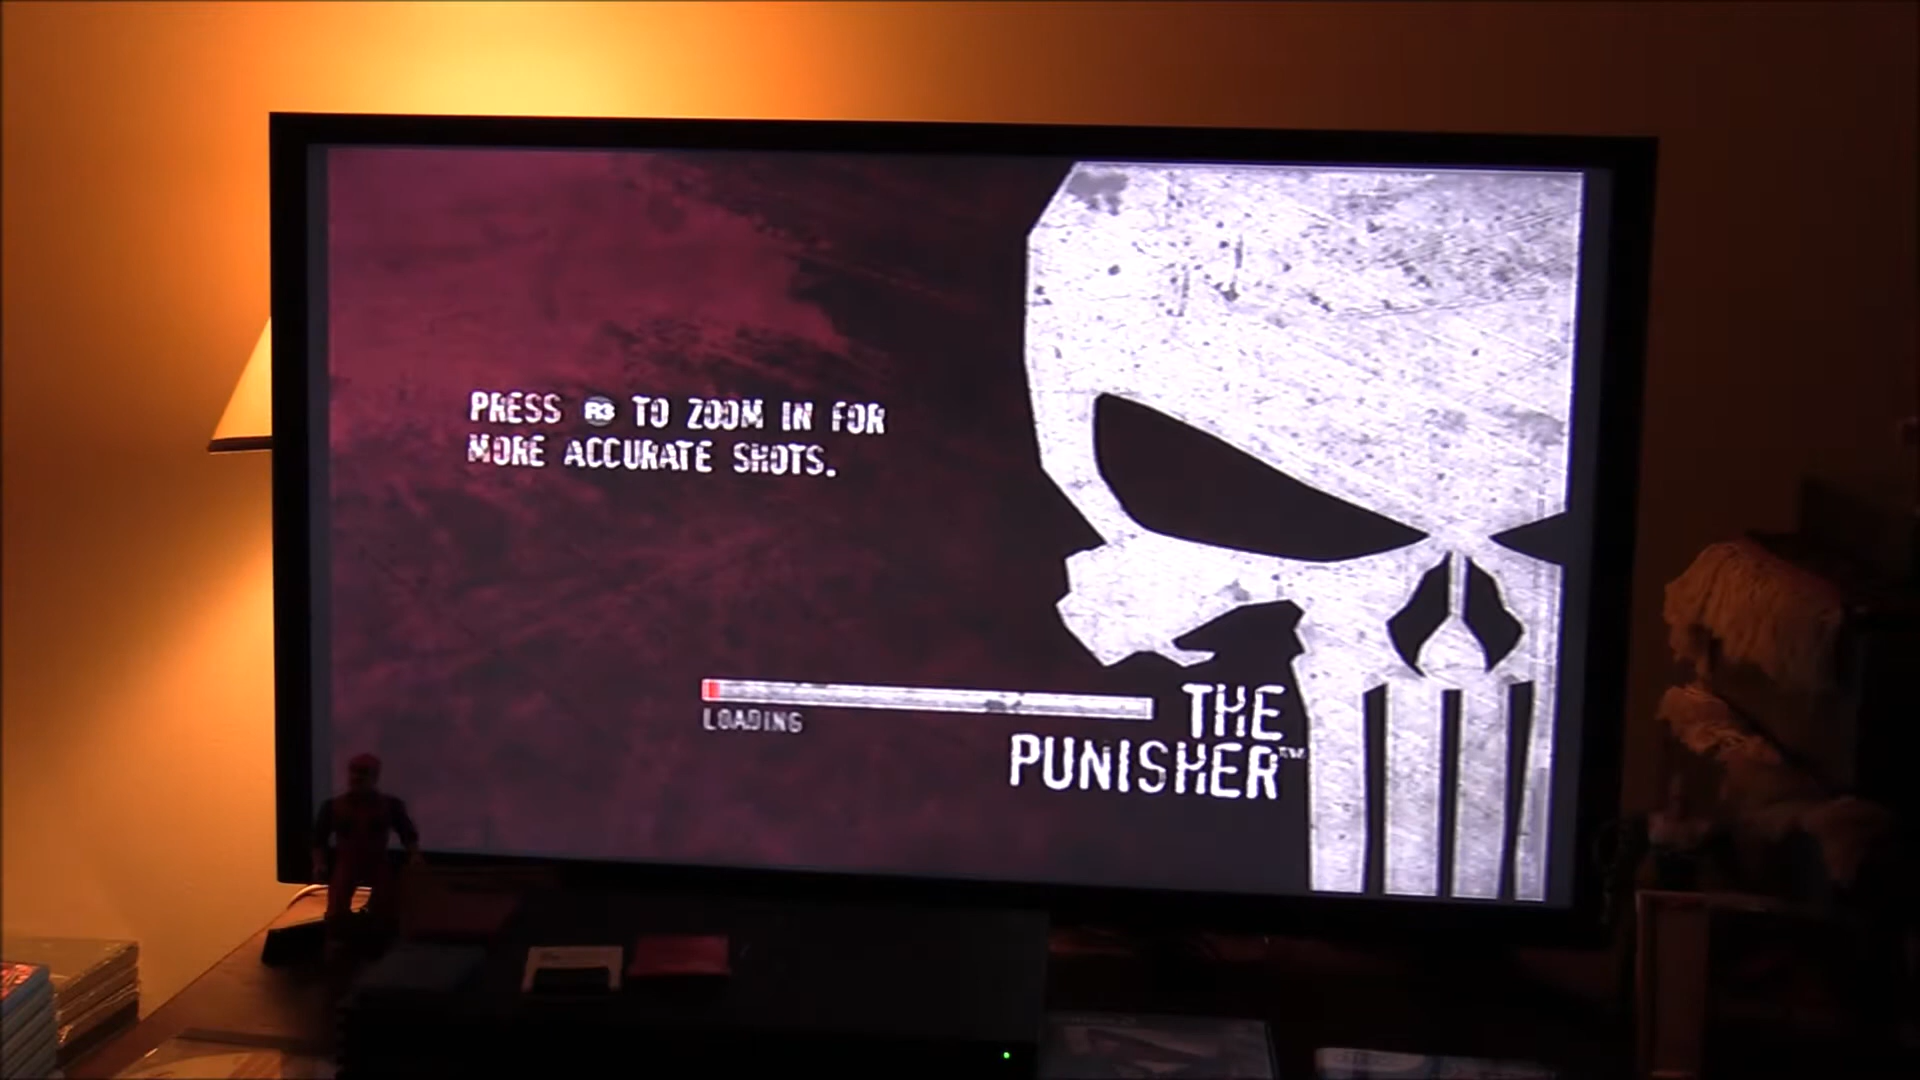 PRESS R3 TO ZOOM IN FOR
MORE ACCURATE SHOTS.
LOADING
THE
PUNISHER™